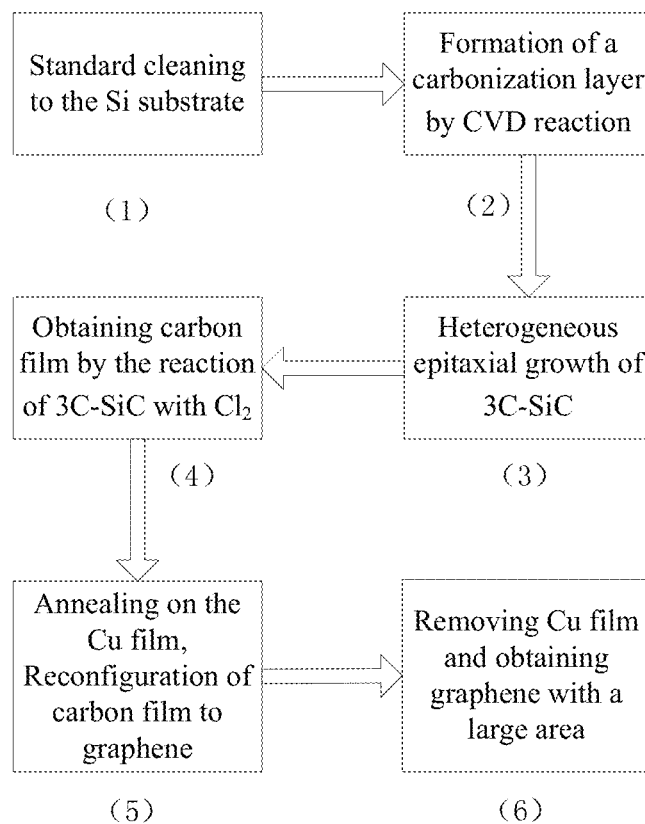 Standard cleaning
to the Si substrate
(1)
Formation of a
carbonization layer
by CVD reaction
(2)
Heterogeneous
epitaxial growth of
3C-SiC
(3)
Obtaining carbon
film by the reaction
of 3C-SiC with Cl₂
(4)
Annealing on the
Cu film,
Reconfiguration of
carbon film to
graphene
(5)
Removing Cu film
and obtaining
graphene with a
large area
(6)